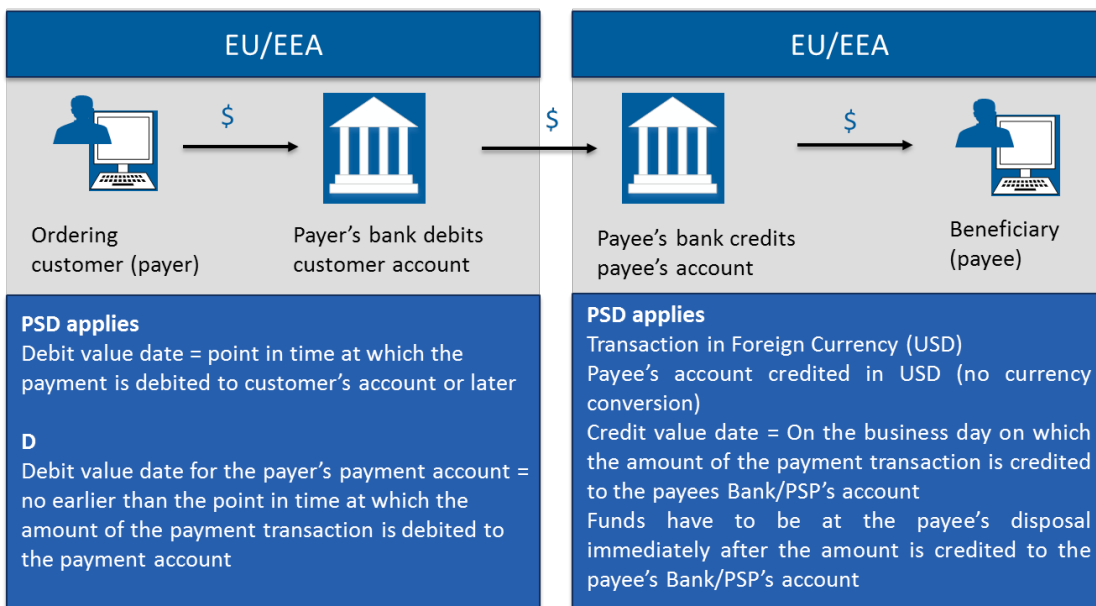 EU/EEA
$
$
Ordering
customer (payer)
Payer's bank debits
customer account
PSD applies
Debit value date = point in time at which the
payment is debited to customer's account or later
D
Debit value date for the payer's payment account =
no earlier than the point in time at which the
amount of the payment transaction is debited to
the payment account
EU/EEA
$
Payee's bank credits
payee's account
Beneficiary
(payee)
PSD applies
Transaction in Foreign Currency (USD)
Payee's account credited in USD (no currency
conversion)
Credit value date = On the business day on which
the amount of the payment transaction is credited
to the payees Bank/PSP's account
Funds have to be at the payee's disposal
immediately after the amount is credited to the
payee's Bank/PSP's account